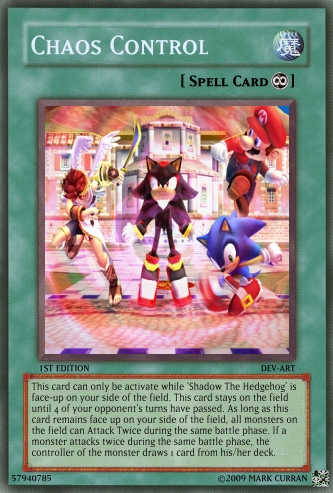 CHAOS CONTROL
魔
[ SPELL CARD ∞ ]
1ST EDITION DEV-ART
This card can only be activate while 'Shadow The Hedgehog' is
face-up on your side of the field. This card stays on the field
until 4 of your opponent's turns have passed. As long as this
card remains face up on your side of the field, all monsters on
the field can Attack Twice during the same battle phase. If a
monster attacks twice during the same battle phase, the
controller of the monster draws 1 card from his/her deck.
57940785 ©2009 MARK CURRAN